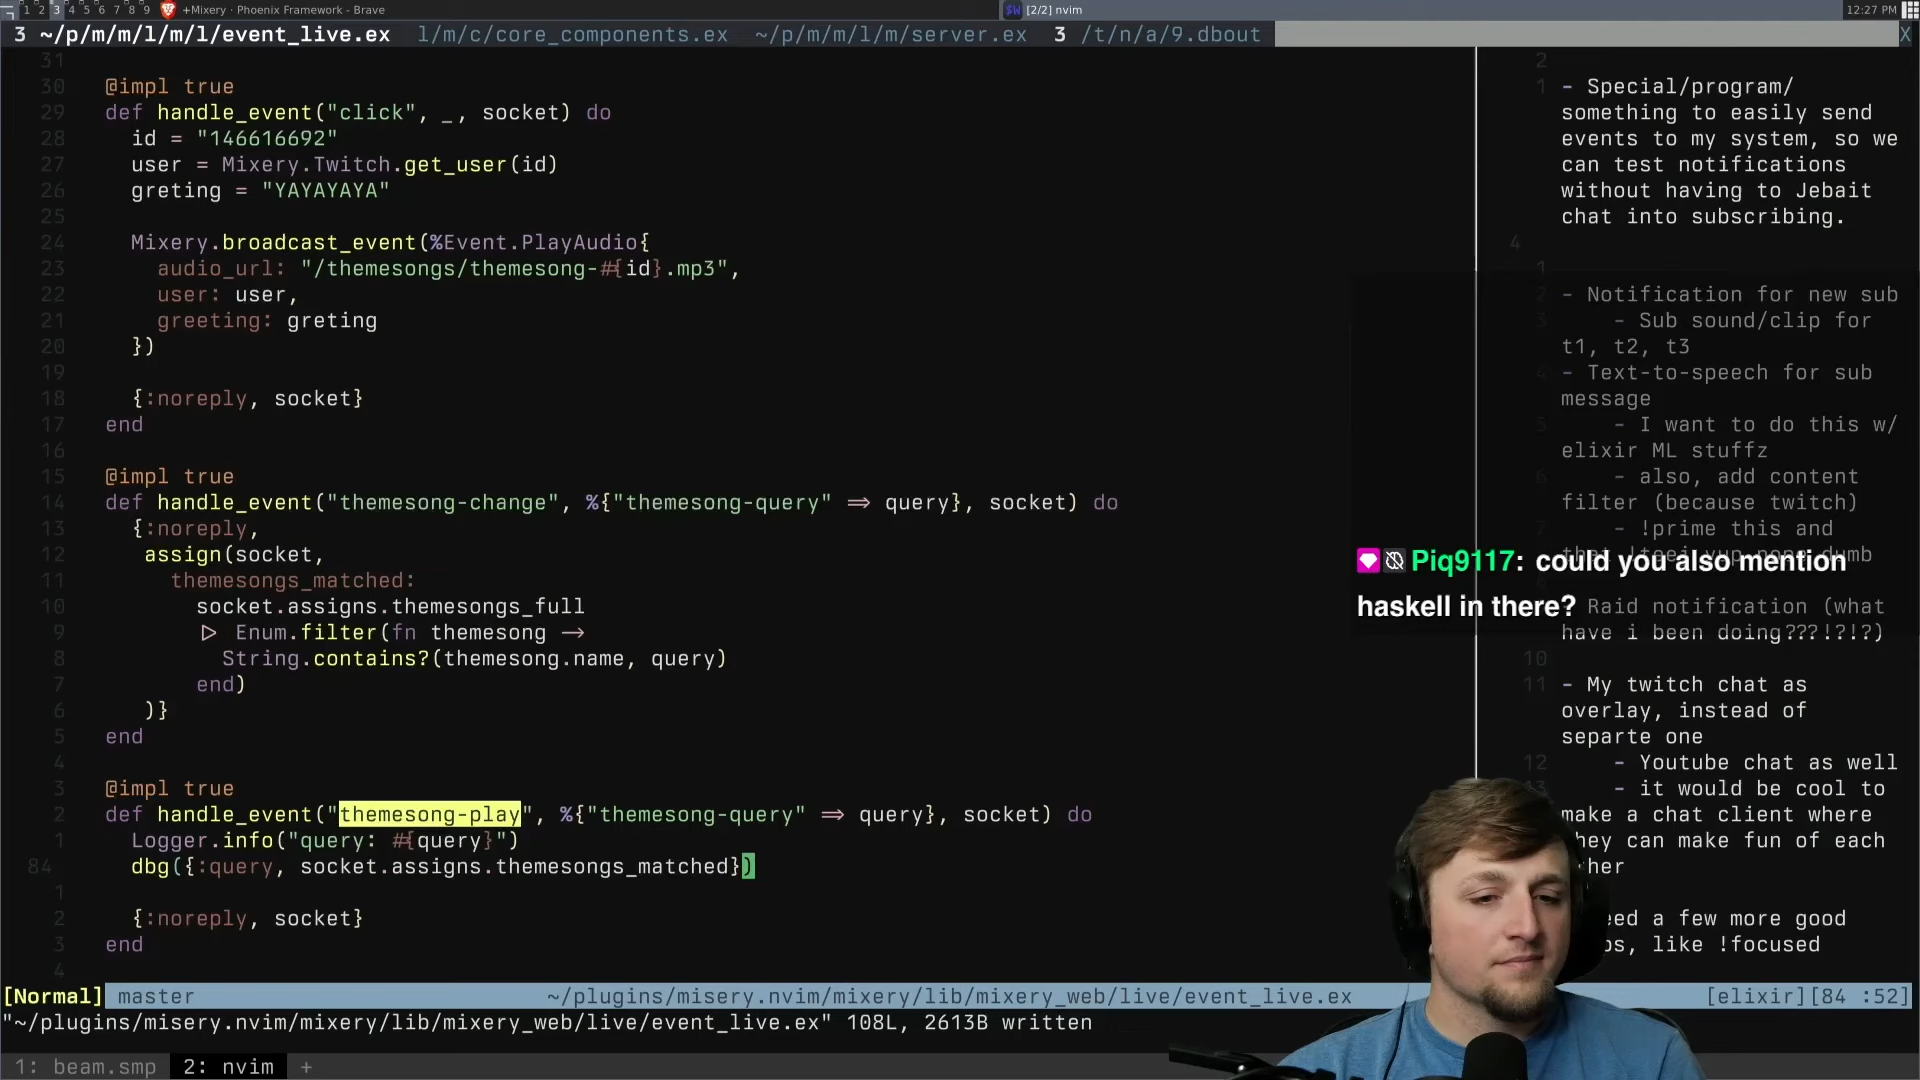 1 2 3 4 5 6 7 8 9 +Mixery · Phoenix Framework - Brave $W [2/2] nvim 12:27 PM
3 ~/p/m/m/l/m/l/event_live.ex l/m/c/core_components.ex ~/p/m/m/l/m/server.ex 3 /t/n/a/9.dbout X
31
30 @impl true
29 def handle_event("click", _, socket) do
28 id = "146616692"
27 user = Mixery.Twitch.get_user(id)
26 greting = "YAYAYAYA"
25
24 Mixery.broadcast_event(%Event.PlayAudio{
23 audio_url: "/themesongs/themesong-#{id}.mp3",
22 user: user,
21 greeting: greting
20 })
19
18 {:noreply, socket}
17 end
16
15 @impl true
14 def handle_event("themesong-change", %{"themesong-query" => query}, socket) do
13 {:noreply,
12 assign(socket,
11 themesongs_matched:
10 socket.assigns.themesongs_full
9 |> Enum.filter(fn themesong ->
8 String.contains?(themesong.name, query)
7 end)
6 )}
5 end
4
3 @impl true
2 def handle_event("themesong-play", %{"themesong-query" => query}, socket) do
1 Logger.info("query: #{query}")
84 dbg({:query, socket.assigns.themesongs_matched})
1
2 {:noreply, socket}
3 end
4
2
1 - Special/program/
something to easily send
events to my system, so we
can test notifications
without having to Jebait
chat into subscribing.
4
1
2 - Notification for new sub
3 - Sub sound/clip for
t1, t2, t3
4 - Text-to-speech for sub
message
5 - I want to do this w/
elixir ML stuffz
6 - also, add content
filter (because twitch)
7 - !prime this and
that !teej yup nope dumb
Piq9117: could you also mention
haskell in there?
- Raid notification (what
have i been doing???!?!?)
10
11 - My twitch chat as
overlay, instead of
separte one
12 - Youtube chat as well
13 - it would be cool to
make a chat client where
they can make fun of each
other
need a few more good
like !focused
[Normal] master ~/plugins/misery.nvim/mixery/lib/mixery_web/live/event_live.ex [elixir][84 :52]
"~/plugins/misery.nvim/mixery/lib/mixery_web/live/event_live.ex" 108L, 2613B written
1: beam.smp 2: nvim +